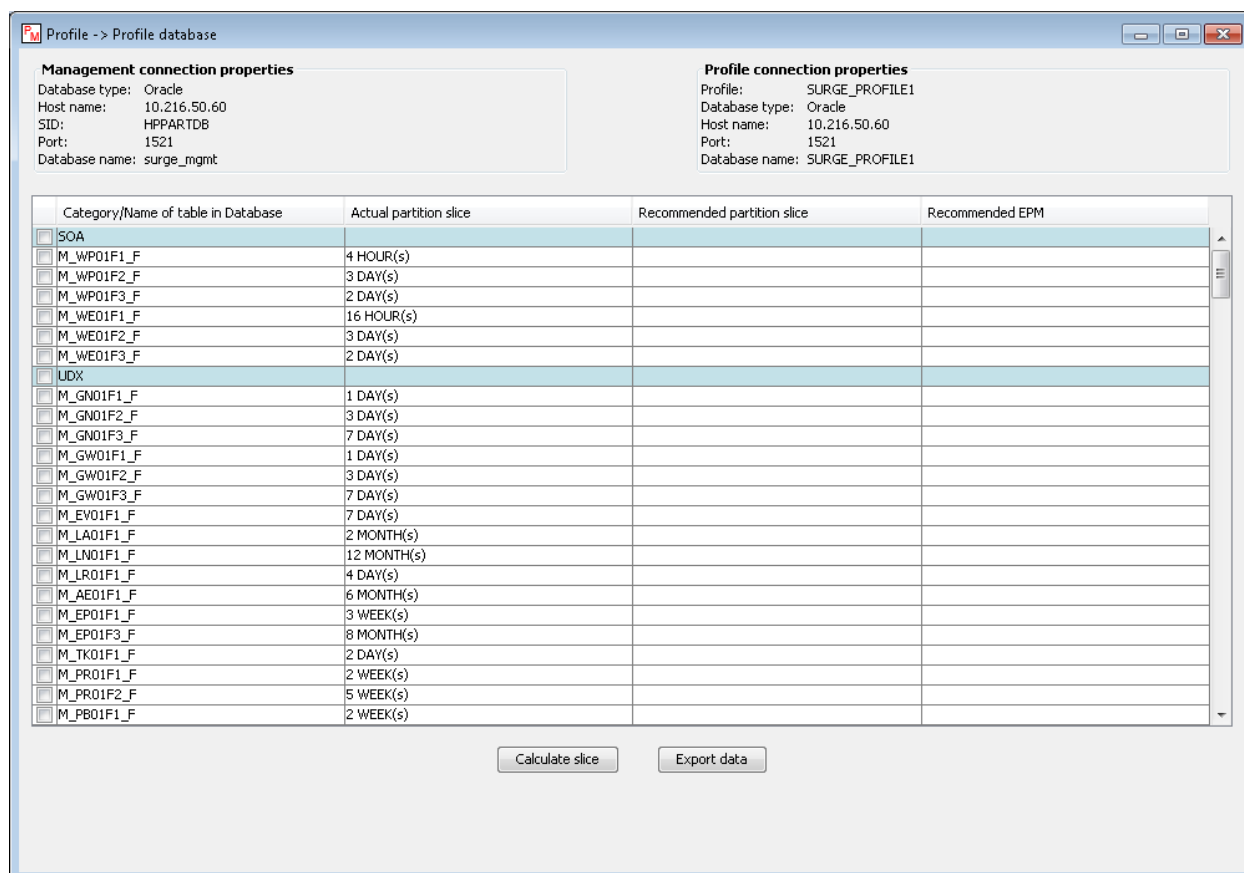 PM Profile -> Profile database
Management connection properties
Database type: Oracle
Host name: 10.216.50.60
SID: HPPARTDB
Port: 1521
Database name: surge_mgmt
Profile connection properties
Profile: SURGE_PROFILE1
Database type: Oracle
Host name: 10.216.50.60
Port: 1521
Database name: SURGE_PROFILE1
Category/Name of table in Database Actual partition slice Recommended partition slice Recommended EPM
SOA
M_WP01F1_F 4 HOUR(s)
M_WP01F2_F 3 DAY(s)
M_WP01F3_F 2 DAY(s)
M_WE01F1_F 16 HOUR(s)
M_WE01F2_F 3 DAY(s)
M_WE01F3_F 2 DAY(s)
UDX
M_GN01F1_F 1 DAY(s)
M_GN01F2_F 3 DAY(s)
M_GN01F3_F 7 DAY(s)
M_GW01F1_F 1 DAY(s)
M_GW01F2_F 3 DAY(s)
M_GW01F3_F 7 DAY(s)
M_EV01F1_F 7 DAY(s)
M_LA01F1_F 2 MONTH(s)
M_LN01F1_F 12 MONTH(s)
M_LR01F1_F 4 DAY(s)
M_AE01F1_F 6 MONTH(s)
M_EP01F1_F 3 WEEK(s)
M_EP01F3_F 8 MONTH(s)
M_TK01F1_F 2 DAY(s)
M_PR01F1_F 2 WEEK(s)
M_PR01F2_F 5 WEEK(s)
M_PB01F1_F 2 WEEK(s)
Calculate slice Export data